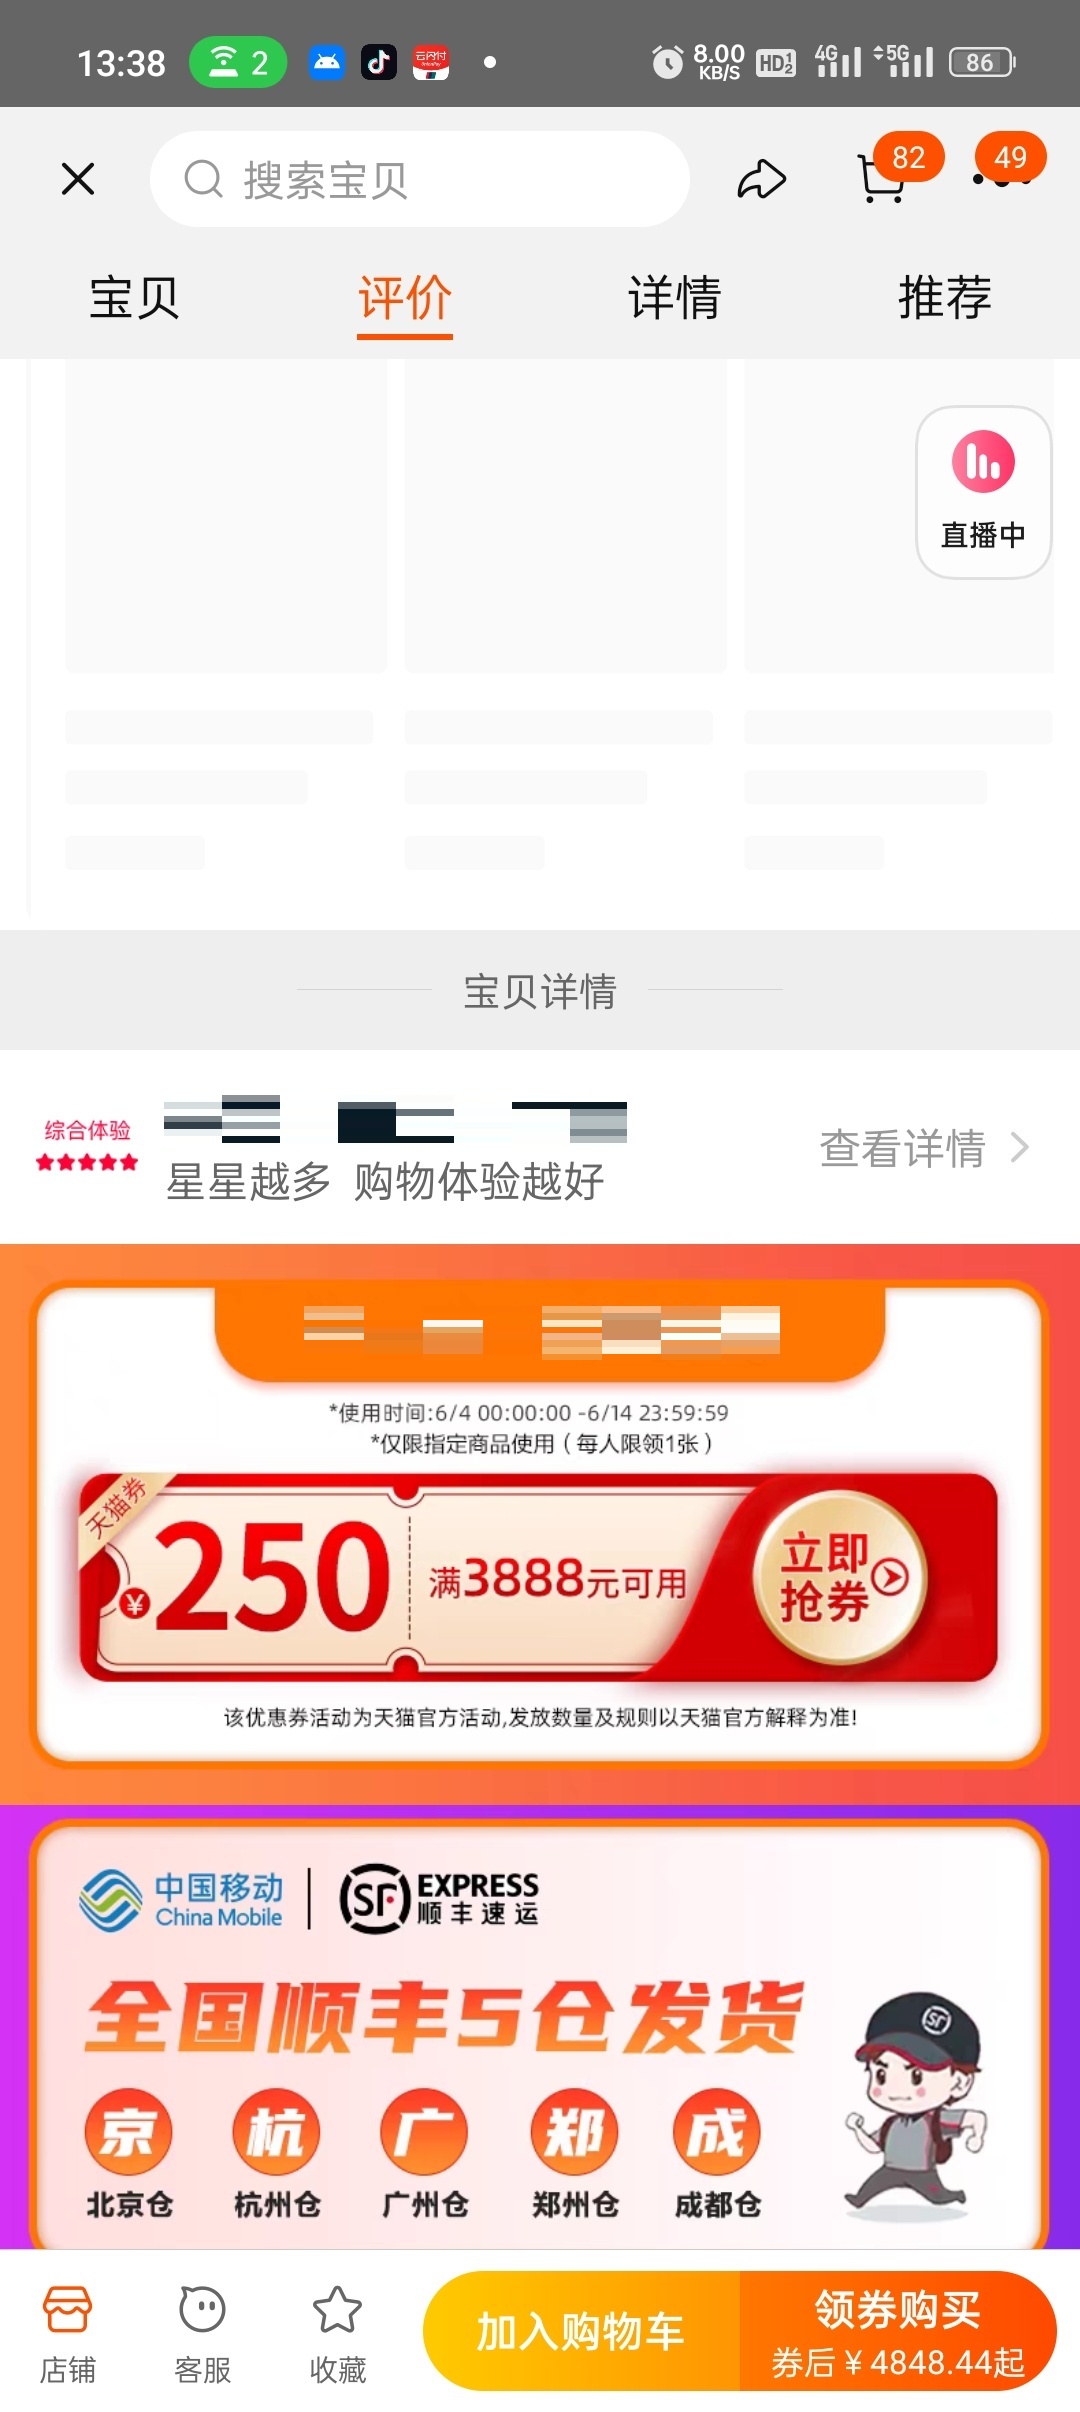 13:38
2
8.00
KB/S
HD 1 2
4G
5G
86
搜索宝贝
82
49
宝贝
评价
详情
推荐
直播中
宝贝详情
综合体验
星星越多 购物体验越好
查看详情
*使用时间:6/4 00:00:00 -6/14 23:59:59
*仅限指定商品使用（每人限领1张）
天猫券
¥250
满3888元可用
立即
抢券
该优惠券活动为天猫官方活动,发放数量及规则以天猫官方解释为准!
中国移动
China Mobile
SF EXPRESS
顺丰速运
全国顺丰5仓发货
京
杭
广
郑
成
北京仓
杭州仓
广州仓
郑州仓
成都仓
店铺
客服
收藏
加入购物车
领券购买
券后¥4848.44起